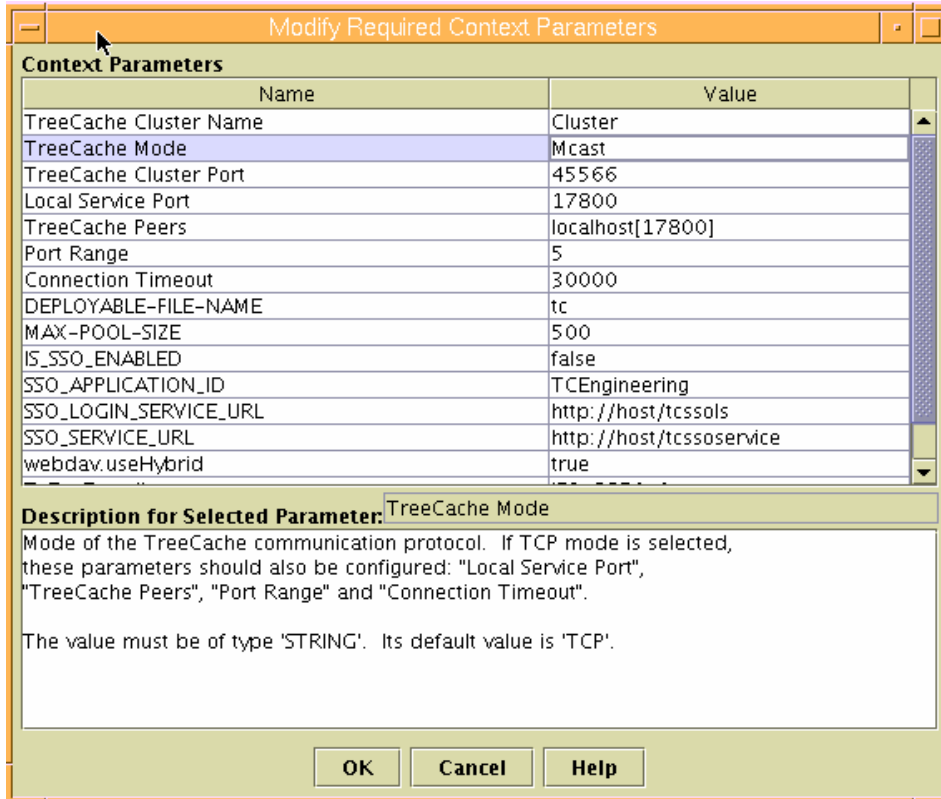 Modify Required Context Parameters
Context Parameters
Name Value
TreeCache Cluster Name Cluster
TreeCache Mode Mcast
TreeCache Cluster Port 45566
Local Service Port 17800
TreeCache Peers localhost[17800]
Port Range 5
Connection Timeout 30000
DEPLOYABLE-FILE-NAME tc
MAX-POOL-SIZE 500
IS_SSO_ENABLED false
SSO_APPLICATION_ID TCEngineering
SSO_LOGIN_SERVICE_URL http://host/tcssols
SSO_SERVICE_URL http://host/tcssoservice
webdav.useHybrid true
Description for Selected Parameter: TreeCache Mode
Mode of the TreeCache communication protocol. If TCP mode is selected,
these parameters should also be configured: "Local Service Port",
"TreeCache Peers", "Port Range" and "Connection Timeout".
The value must be of type 'STRING'. Its default value is 'TCP'.
OK Cancel Help